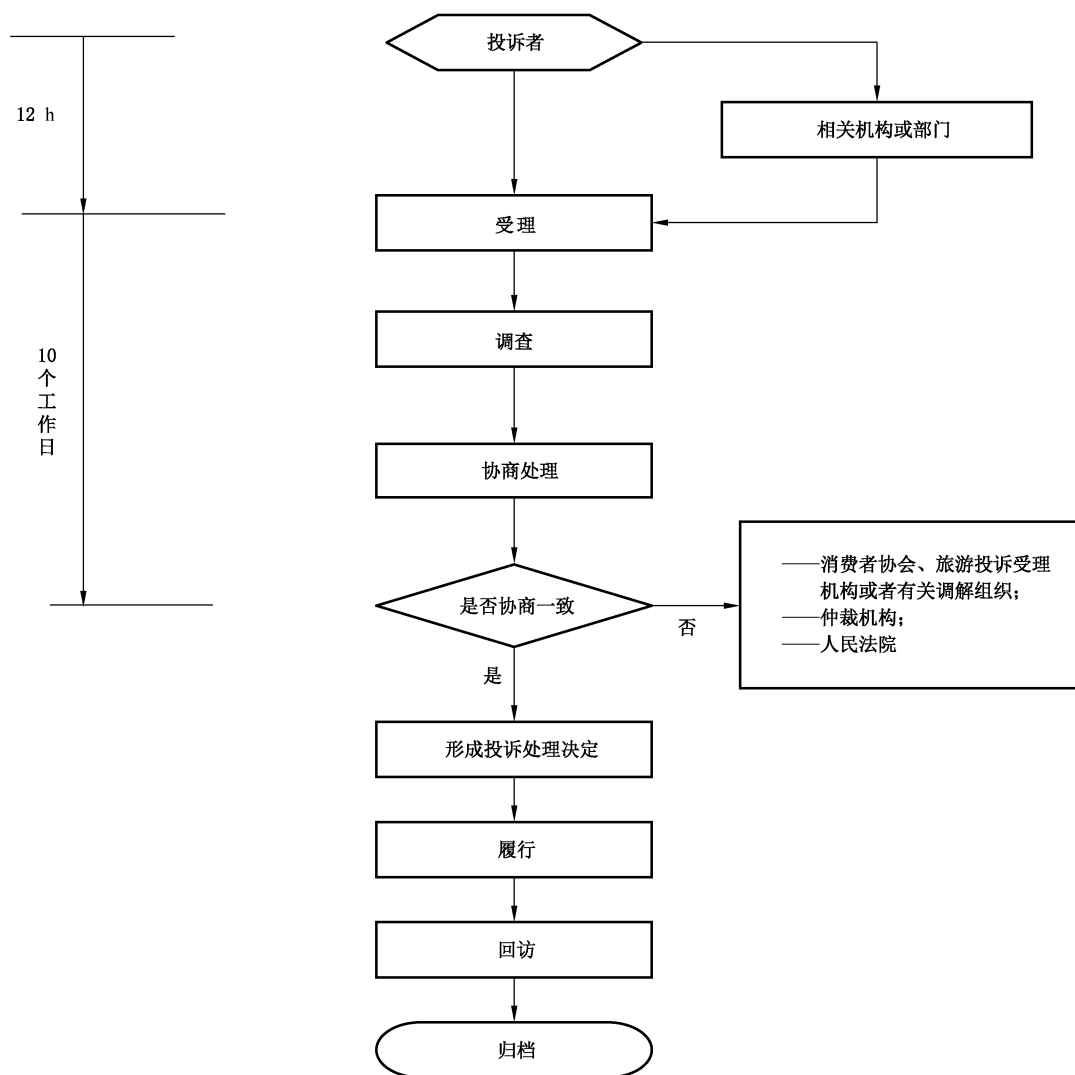 投诉者
12 h
相关机构或部门
受理
调查
10
个
工
作
日
协商处理
是否协商一致
否
——消费者协会、旅游投诉受理
机构或者有关调解组织;
——仲裁机构;
——人民法院
是
形成投诉处理决定
履行
回访
归档